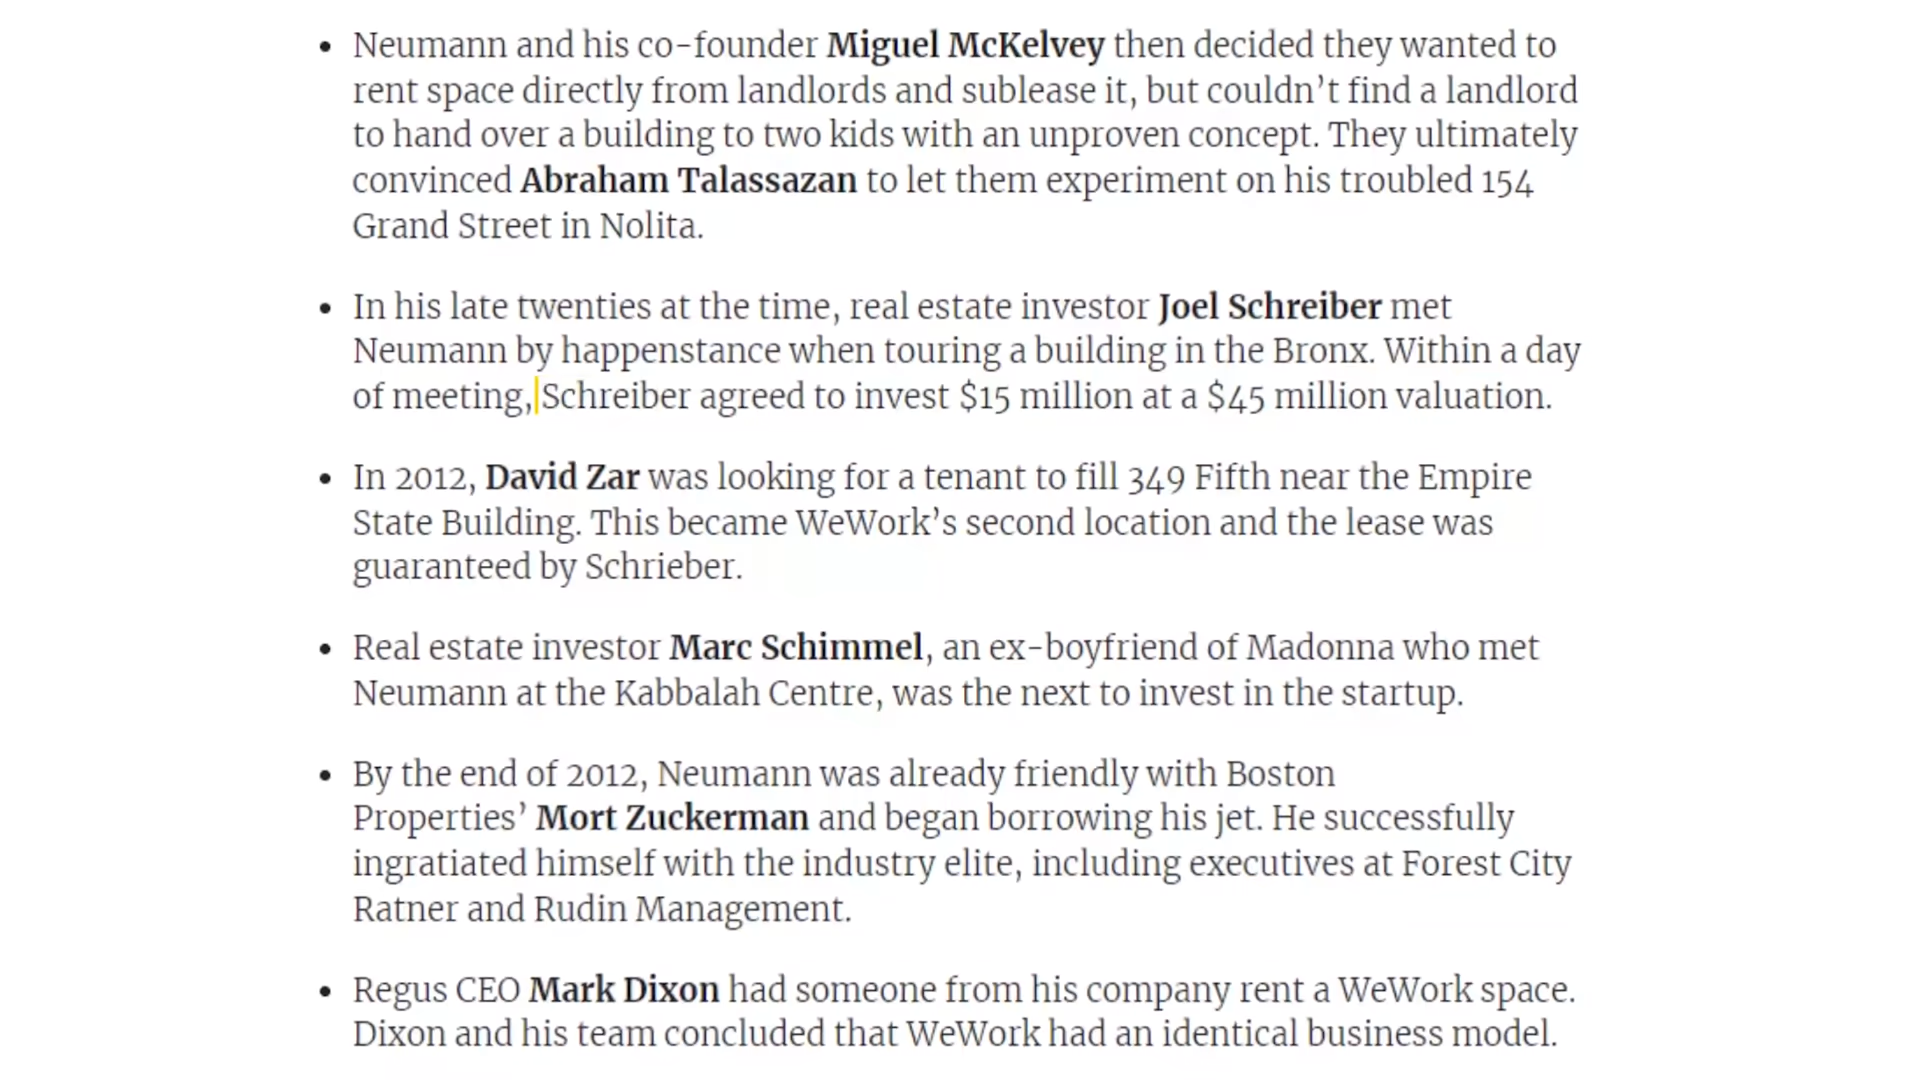 • Neumann and his co-founder Miguel McKelvey then decided they wanted to
rent space directly from landlords and sublease it, but couldn’t find a landlord
to hand over a building to two kids with an unproven concept. They ultimately
convinced Abraham Talassazan to let them experiment on his troubled 154
Grand Street in Nolita.
• In his late twenties at the time, real estate investor Joel Schreiber met
Neumann by happenstance when touring a building in the Bronx. Within a day
of meeting, Schreiber agreed to invest $15 million at a $45 million valuation.
• In 2012, David Zar was looking for a tenant to fill 349 Fifth near the Empire
State Building. This became WeWork’s second location and the lease was
guaranteed by Schrieber.
• Real estate investor Marc Schimmel, an ex-boyfriend of Madonna who met
Neumann at the Kabbalah Centre, was the next to invest in the startup.
• By the end of 2012, Neumann was already friendly with Boston
Properties’ Mort Zuckerman and began borrowing his jet. He successfully
ingratiated himself with the industry elite, including executives at Forest City
Ratner and Rudin Management.
• Regus CEO Mark Dixon had someone from his company rent a WeWork space.
Dixon and his team concluded that WeWork had an identical business model.